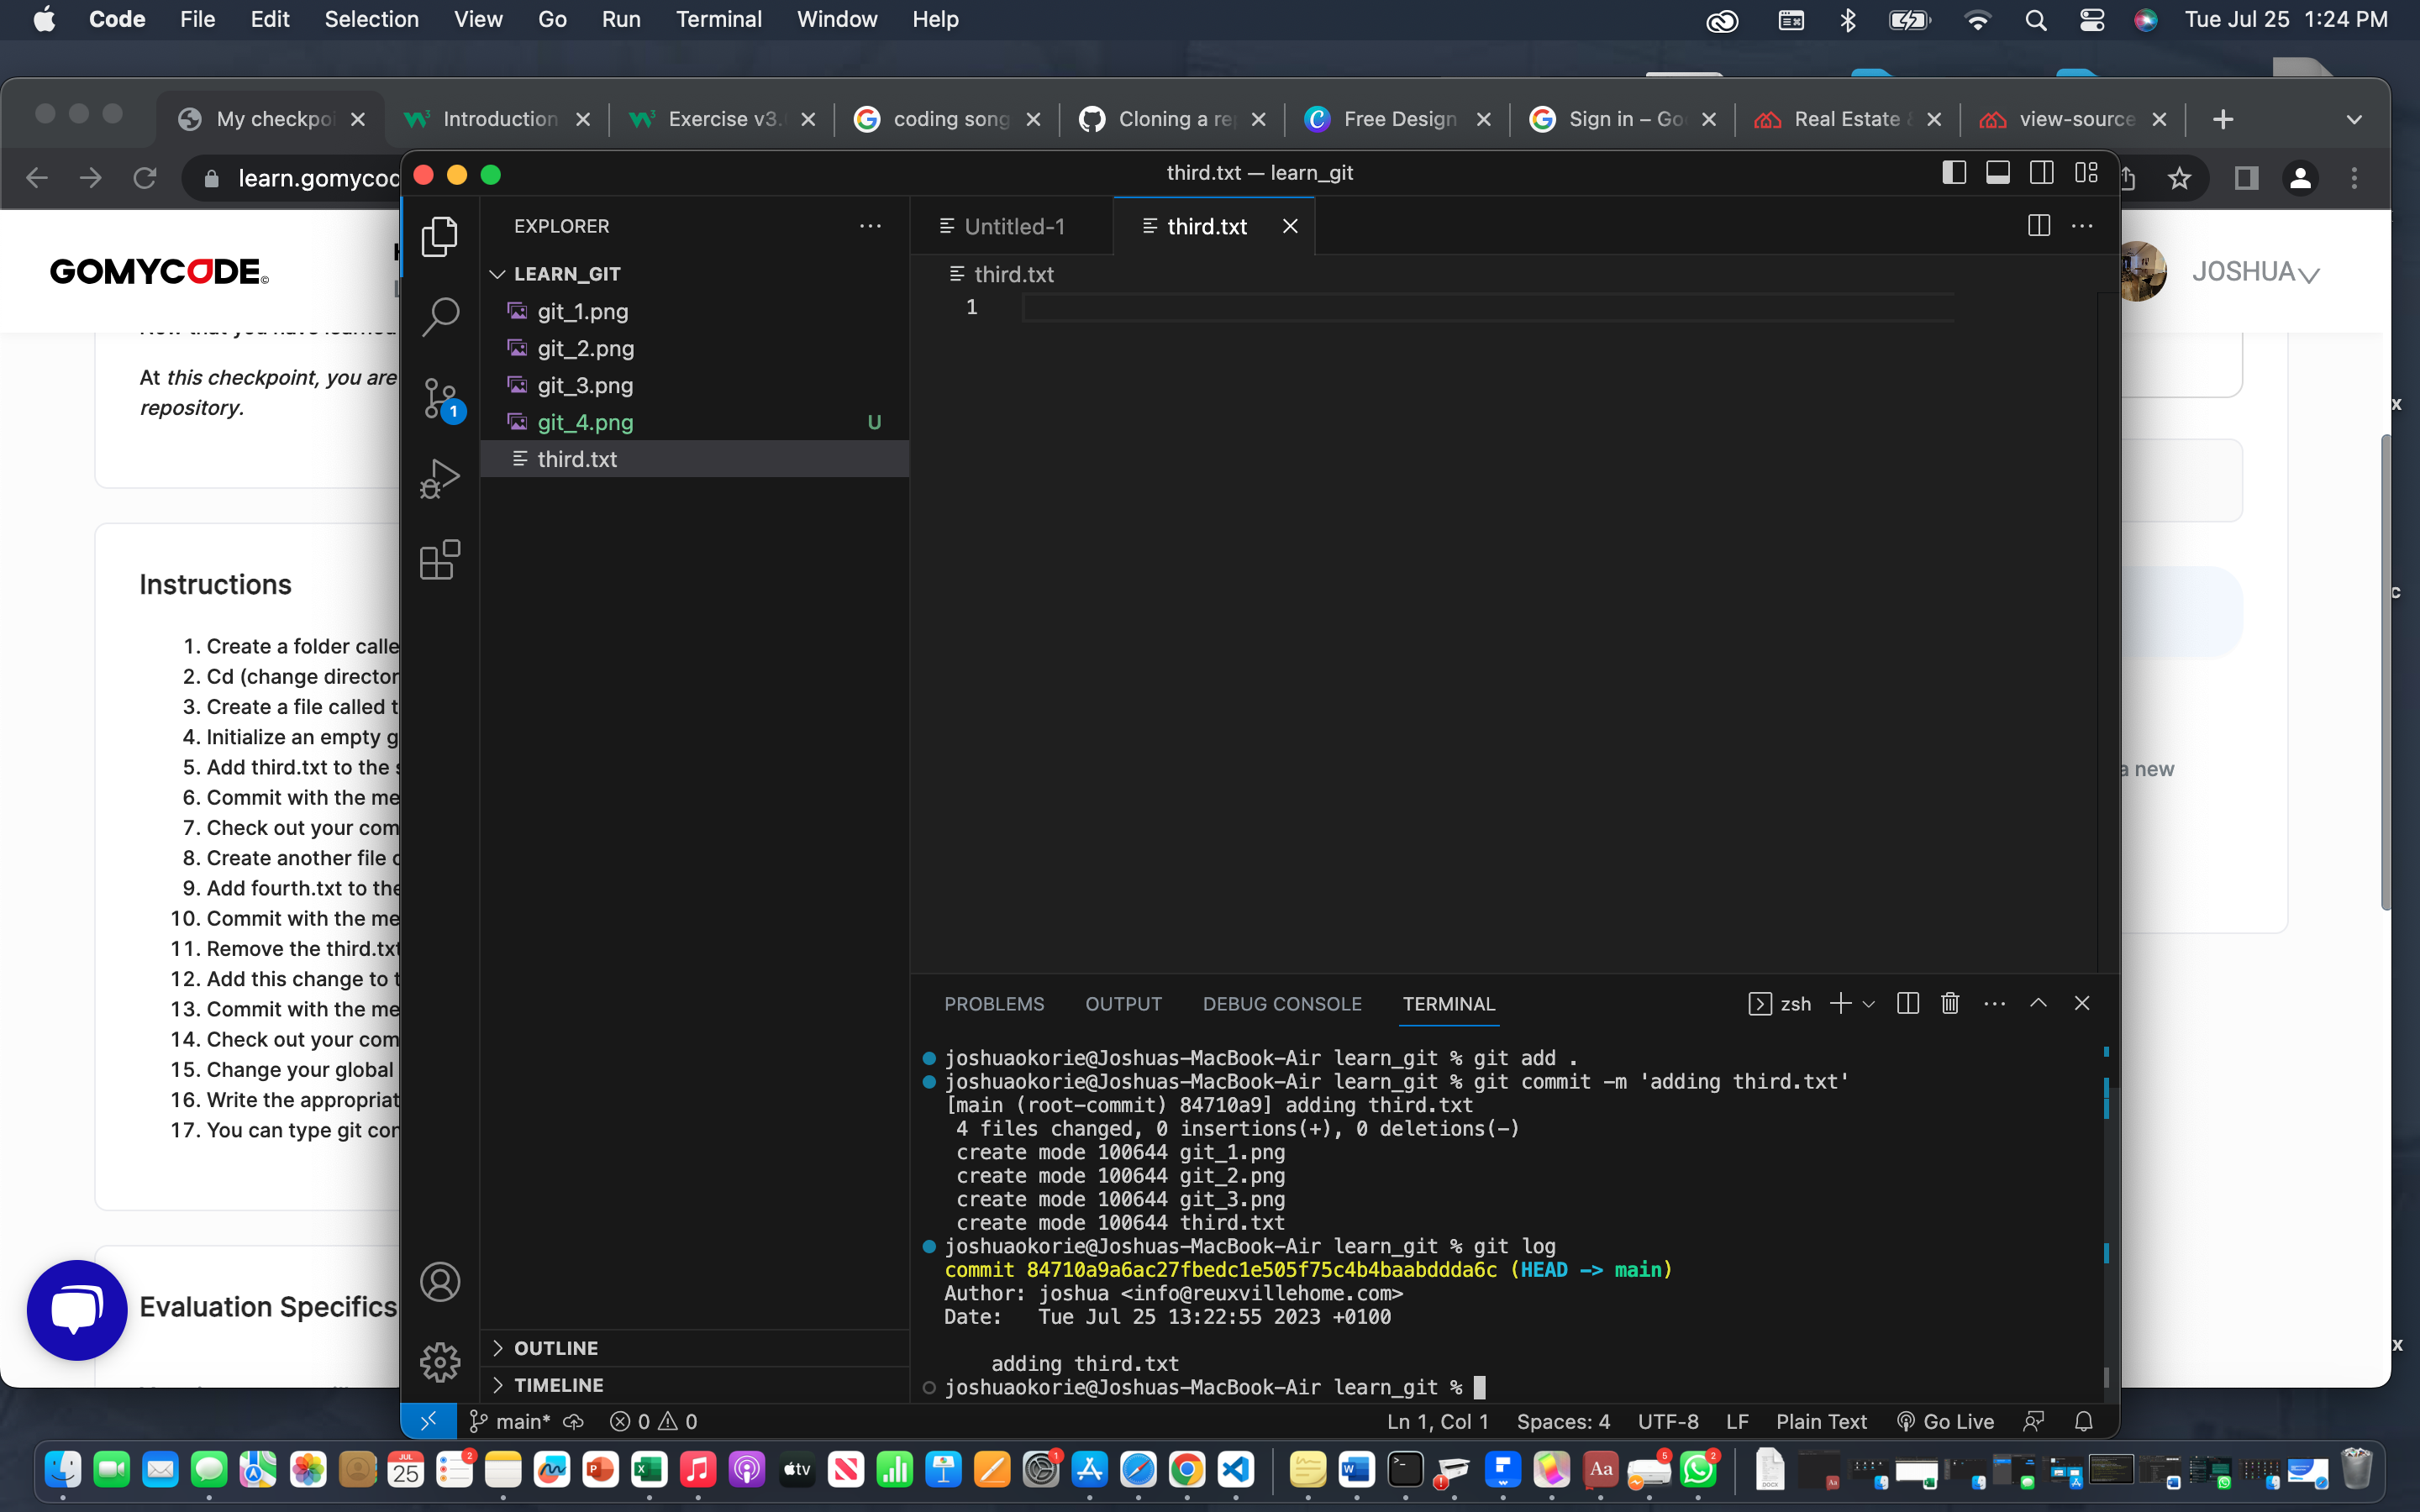 Code File Edit Selection View Go Run Terminal Window Help Tue Jul 25 1:24 PM
My checkpoi Introduction Exercise v3. coding song Cloning a re Free Design Sign in – Go Real Estate view-source
learn.gomycod
third.txt — learn_git
GOMYCODE
JOSHUA
At this checkpoint, you are
repository.
Instructions
1. Create a folder calle
2. Cd (change director
3. Create a file called t
4. Initialize an empty g
5. Add third.txt to the s
6. Commit with the me
7. Check out your com
8. Create another file c
9. Add fourth.txt to the
10. Commit with the me
11. Remove the third.txt
12. Add this change to t
13. Commit with the me
14. Check out your com
15. Change your global
16. Write the appropriat
17. You can type git con
Evaluation Specifics
EXPLORER
LEARN_GIT
git_1.png
git_2.png
git_3.png
git_4.png U
third.txt
1
OUTLINE
TIMELINE
Untitled-1 third.txt
third.txt
1
PROBLEMS OUTPUT DEBUG CONSOLE TERMINAL zsh
joshuaokorie@Joshuas-MacBook-Air learn_git % git add .
joshuaokorie@Joshuas-MacBook-Air learn_git % git commit -m 'adding third.txt'
[main (root-commit) 84710a9] adding third.txt
4 files changed, 0 insertions(+), 0 deletions(-)
create mode 100644 git_1.png
create mode 100644 git_2.png
create mode 100644 git_3.png
create mode 100644 third.txt
joshuaokorie@Joshuas-MacBook-Air learn_git % git log
commit 84710a9a6ac27fbedc1e505f75c4b4baabddda6c (HEAD -> main)
Author: joshua <info@reuxvillehome.com>
Date: Tue Jul 25 13:22:55 2023 +0100
adding third.txt
joshuaokorie@Joshuas-MacBook-Air learn_git %
main* 0 0 Ln 1, Col 1 Spaces: 4 UTF-8 LF Plain Text Go Live
a new
x
c
x
JUL
25
2
tv
1
Aa
5
2